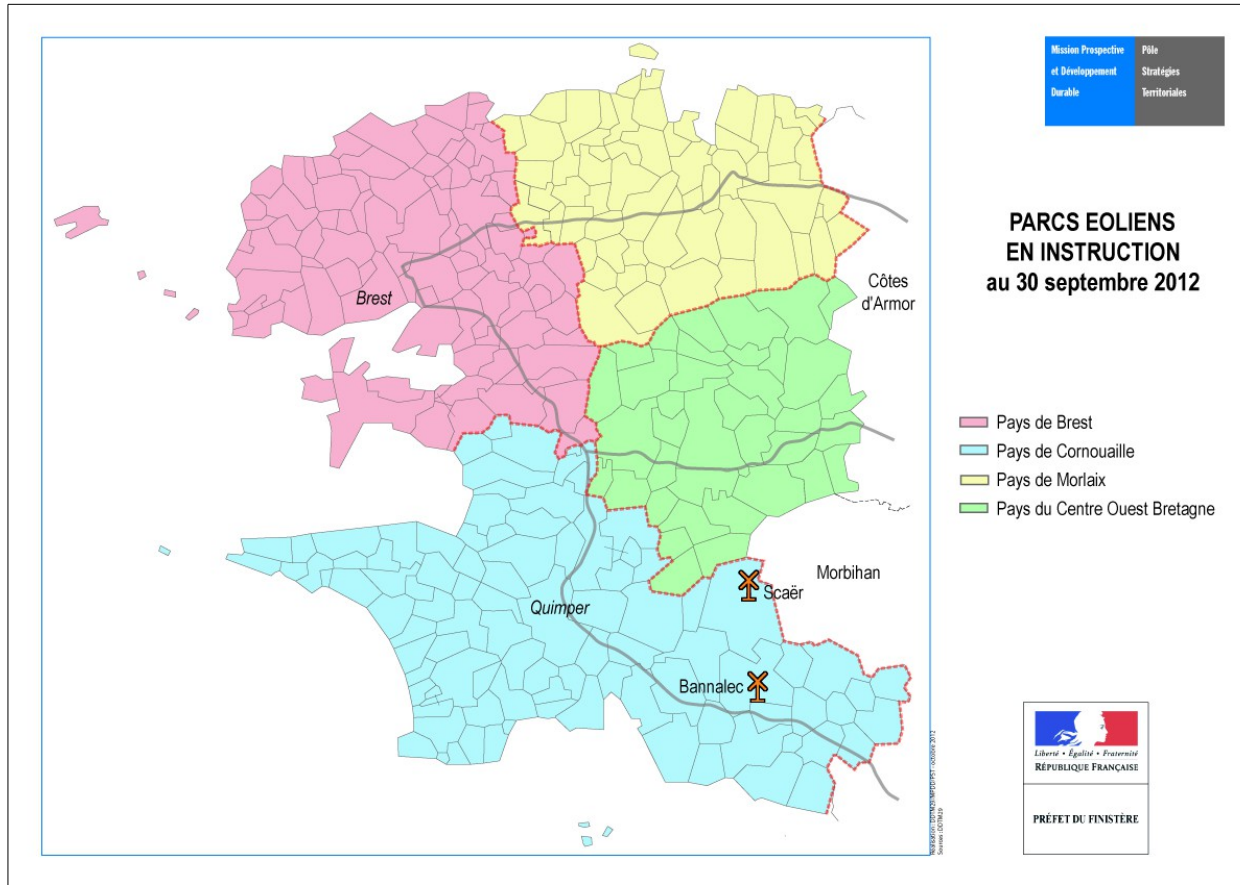 Mission Prospective
et Développement
Durable
Pôle
Stratégies
Territoriales
PARCS EOLIENS
EN INSTRUCTION
au 30 septembre 2012
Côtes
d'Armor
Brest
Pays de Brest
Pays de Cornouaille
Pays de Morlaix
Pays du Centre Ouest Bretagne
Morbihan
Scaër
Quimper
Bannalec
Liberté • Égalité • Fraternité
RÉPUBLIQUE FRANÇAISE
PRÉFET DU FINISTÈRE
Sources : DDTM29